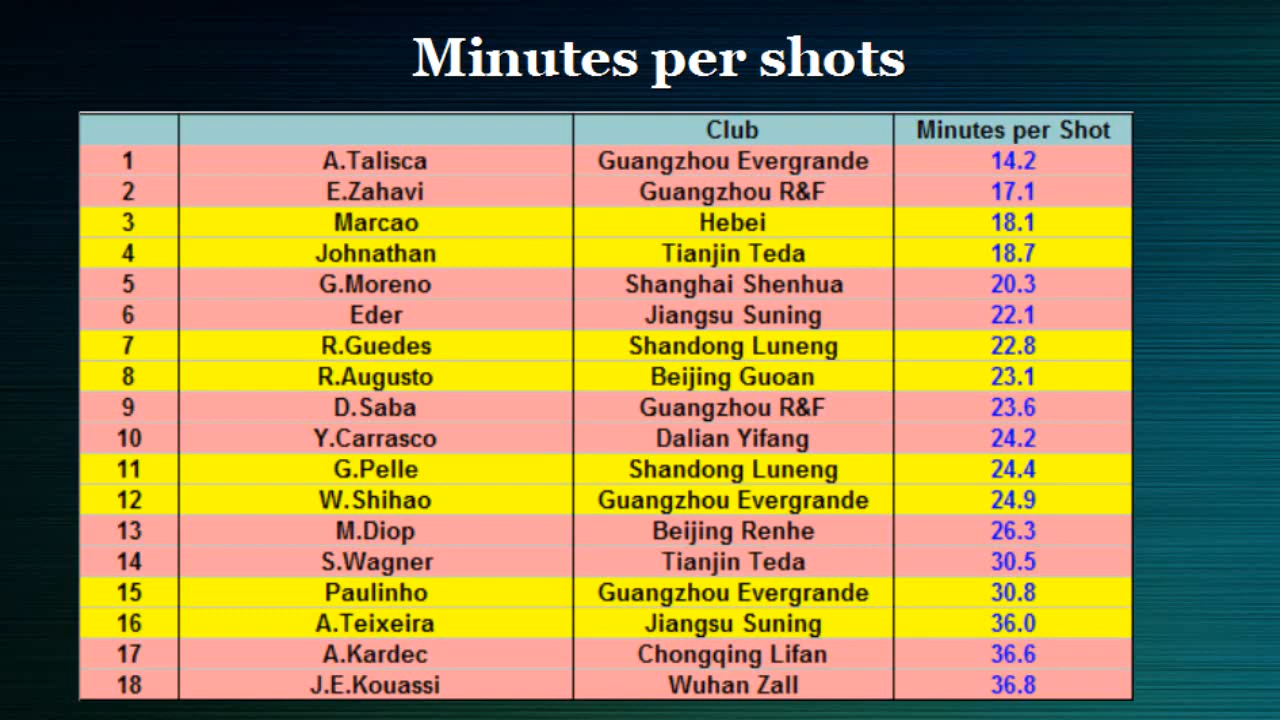 Minutes per shots
Club Minutes per Shot
1 A.Talisca Guangzhou Evergrande 14.2
2 E.Zahavi Guangzhou R&F 17.1
3 Marcao Hebei 18.1
4 Johnathan Tianjin Teda 18.7
5 G.Moreno Shanghai Shenhua 20.3
6 Eder Jiangsu Suning 22.1
7 R.Guedes Shandong Luneng 22.8
8 R.Augusto Beijing Guoan 23.1
9 D.Saba Guangzhou R&F 23.6
10 Y.Carrasco Dalian Yifang 24.2
11 G.Pelle Shandong Luneng 24.4
12 W.Shihao Guangzhou Evergrande 24.9
13 M.Diop Beijing Renhe 26.3
14 S.Wagner Tianjin Teda 30.5
15 Paulinho Guangzhou Evergrande 30.8
16 A.Teixeira Jiangsu Suning 36.0
17 A.Kardec Chongqing Lifan 36.6
18 J.E.Kouassi Wuhan Zall 36.8